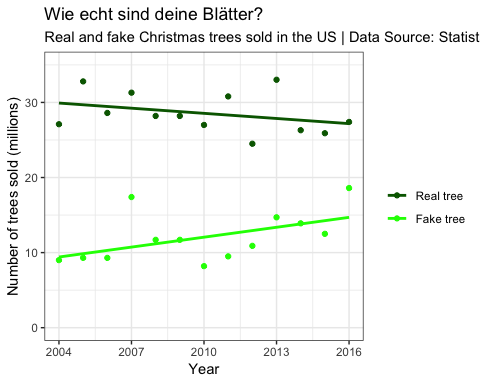 Wie echt sind deine Blätter?
Real and fake Christmas trees sold in the US | Data Source: Statist
Number of trees sold (millions)
30
20
10
0
2004 2007 2010 2013 2016
Year
Real tree
Fake tree